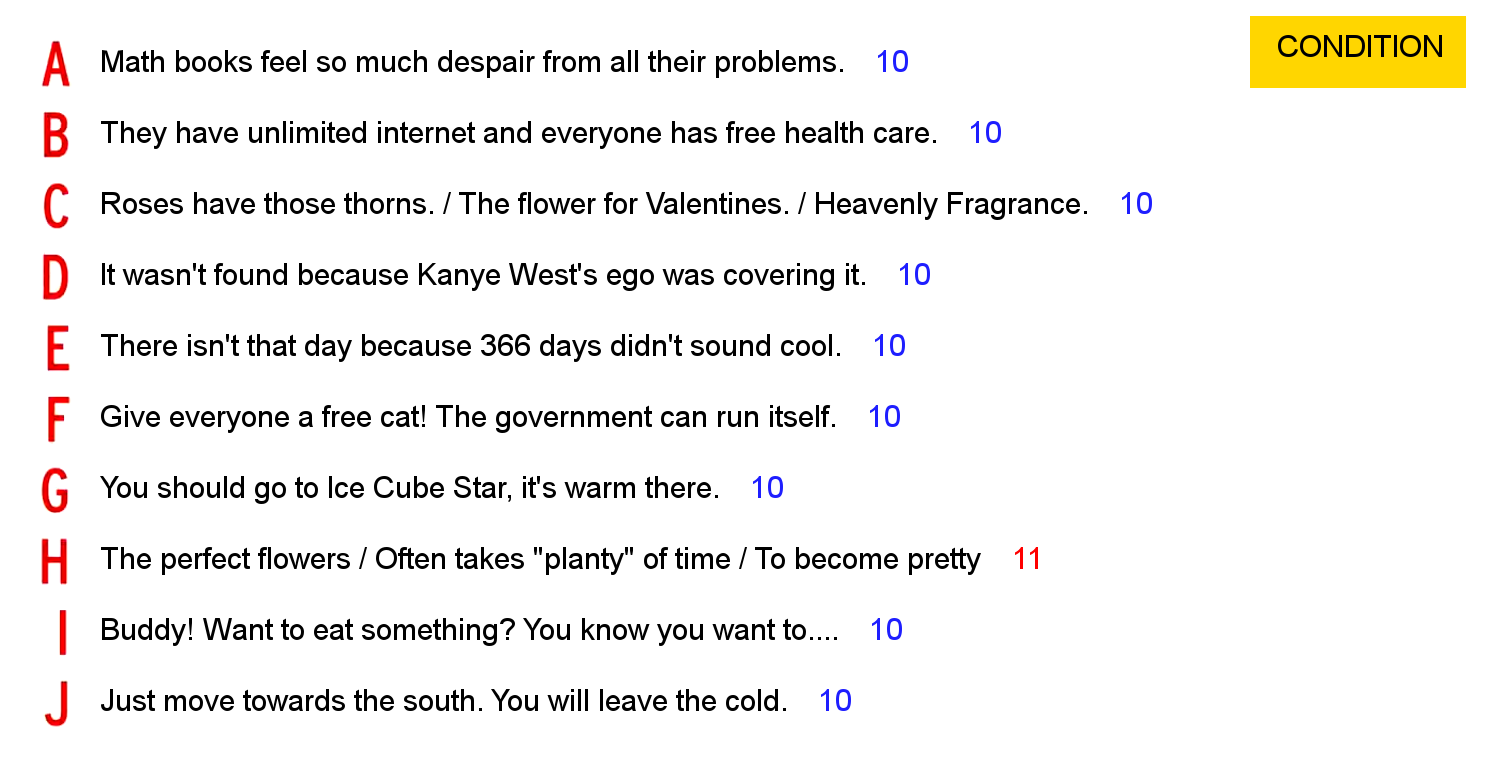 CONDITION
A Math books feel so much despair from all their problems. 10
B They have unlimited internet and everyone has free health care. 10
C Roses have those thorns. / The flower for Valentines. / Heavenly Fragrance. 10
D It wasn't found because Kanye West's ego was covering it. 10
E There isn't that day because 366 days didn't sound cool. 10
F Give everyone a free cat! The government can run itself. 10
G You should go to Ice Cube Star, it's warm there. 10
H The perfect flowers / Often takes "planty" of time / To become pretty 11
I Buddy! Want to eat something? You know you want to.... 10
J Just move towards the south. You will leave the cold. 10